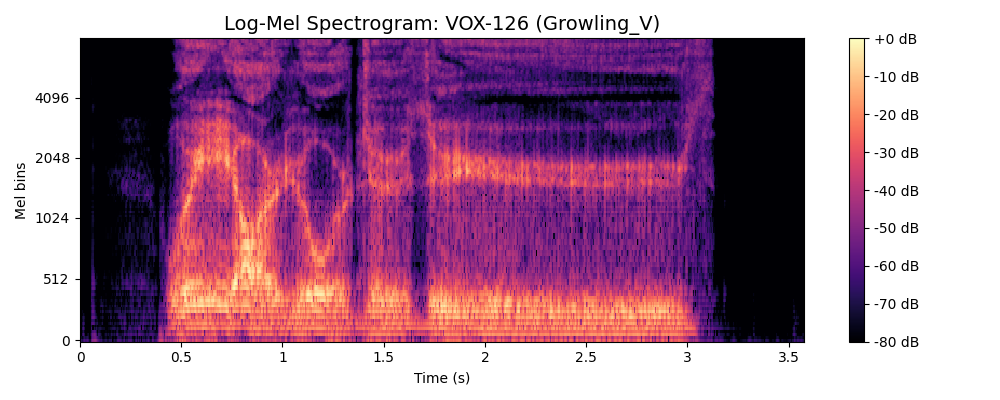 Log-Mel Spectrogram: VOX-126 (Growling_V)
Mel bins
4096
2048
1024
512
0
0
0.5
1
1.5
2
2.5
3
3.5
Time (s)
+0 dB
-10 dB
-20 dB
-30 dB
-40 dB
-50 dB
-60 dB
-70 dB
-80 dB